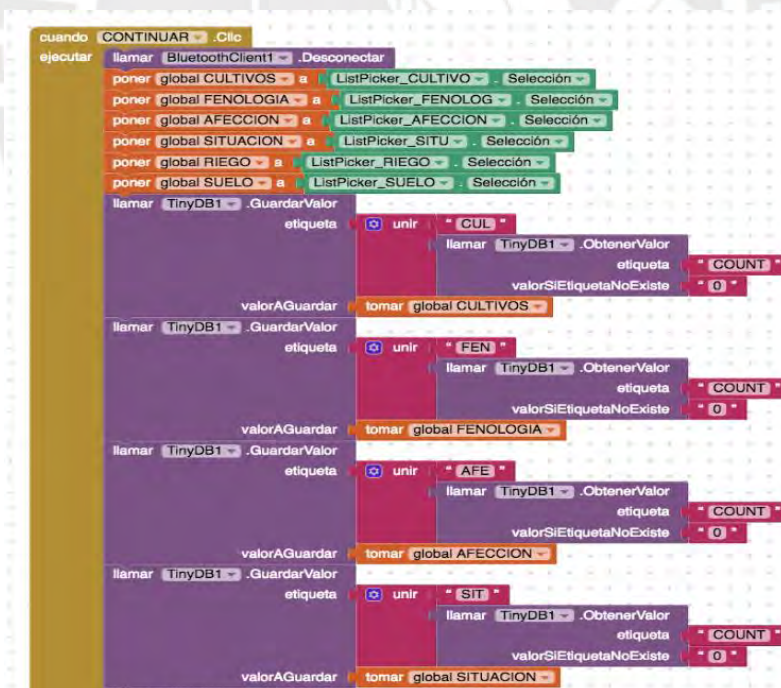 cuando CONTINUAR .Clic
ejecutar llamar BluetoothClient1 .Desconectar
poner global CULTIVOS a ListPicker_CULTIVO . Selección
poner global FENOLOGIA a ListPicker_FENOLOG . Selección
poner global AFECCION a ListPicker_AFECCION . Selección
poner global SITUACION a ListPicker_SITU . Selección
poner global RIEGO a ListPicker_RIEGO . Selección
poner global SUELO a ListPicker_SUELO . Selección
llamar TinyDB1 .GuardarValor
etiqueta unir " CUL "
llamar TinyDB1 .ObtenerValor
etiqueta " COUNT "
valorSiEtiquetaNoExiste " 0 "
valorAGuardar tomar global CULTIVOS
llamar TinyDB1 .GuardarValor
etiqueta unir " FEN "
llamar TinyDB1 .ObtenerValor
etiqueta " COUNT "
valorSiEtiquetaNoExiste " 0 "
valorAGuardar tomar global FENOLOGIA
llamar TinyDB1 .GuardarValor
etiqueta unir " AFE "
llamar TinyDB1 .ObtenerValor
etiqueta " COUNT "
valorSiEtiquetaNoExiste " 0 "
valorAGuardar tomar global AFECCION
llamar TinyDB1 .GuardarValor
etiqueta unir " SIT "
llamar TinyDB1 .ObtenerValor
etiqueta " COUNT "
valorSiEtiquetaNoExiste " 0 "
valorAGuardar tomar global SITUACION